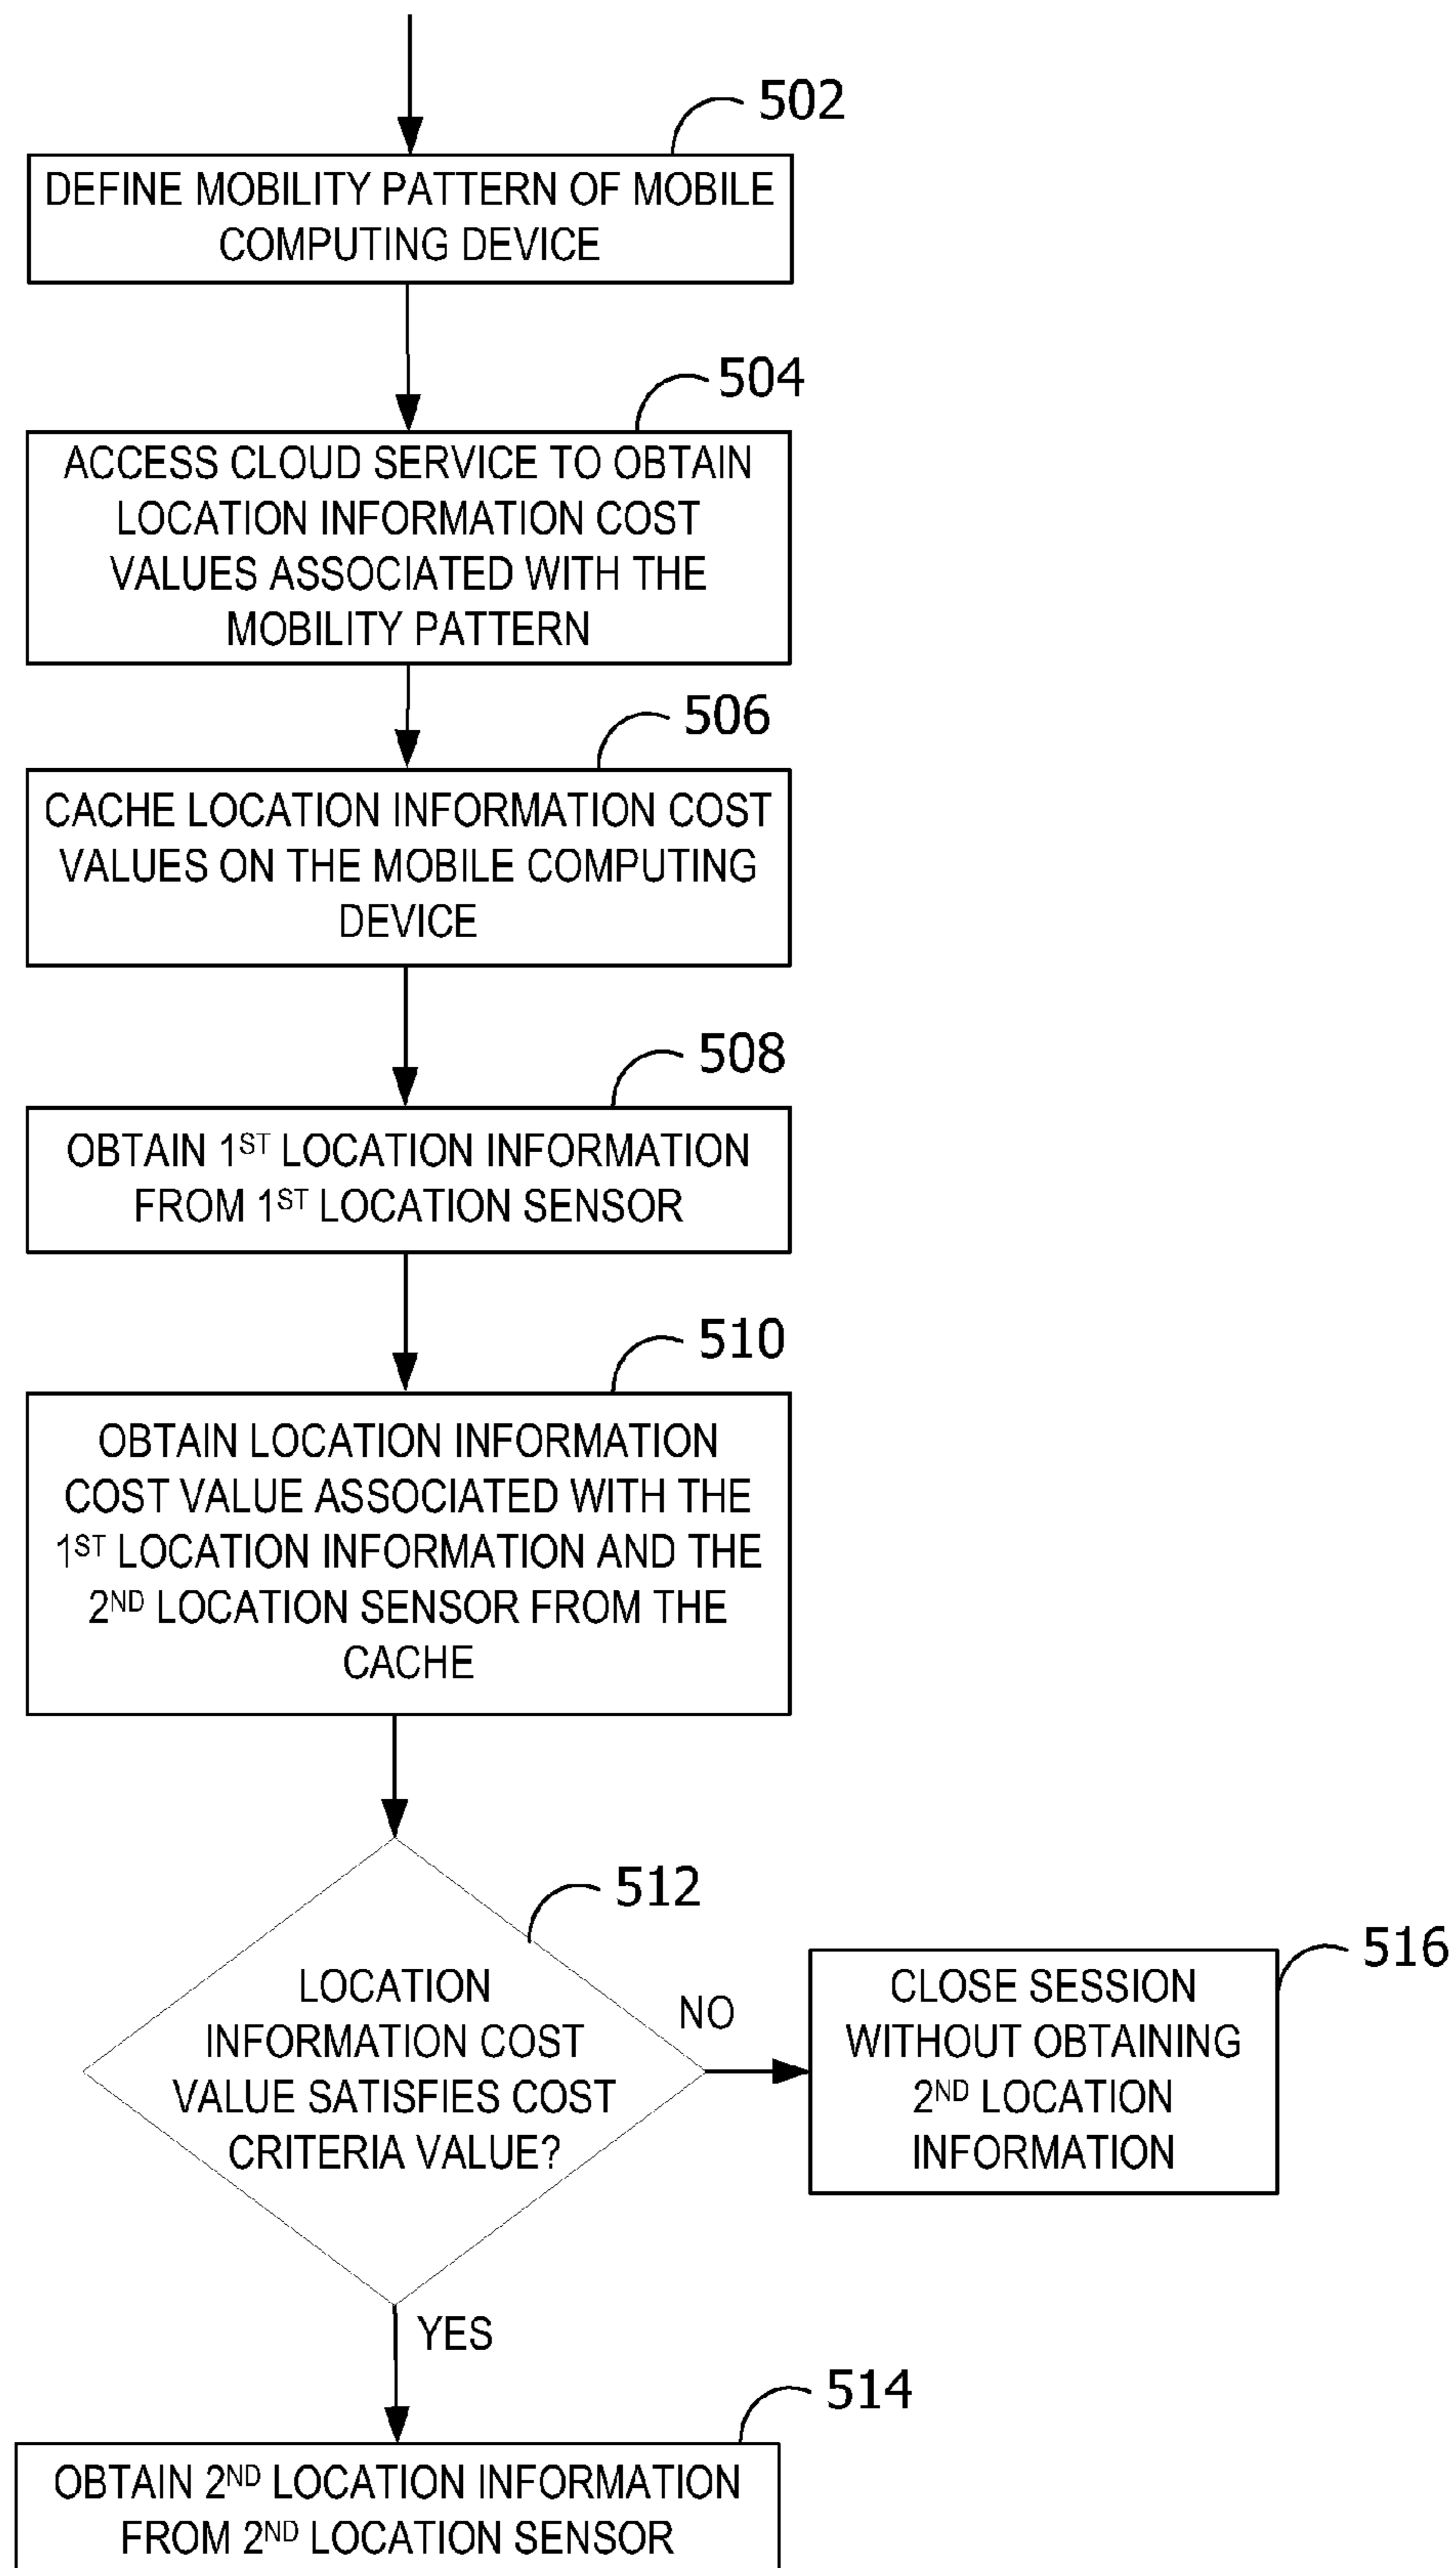 502
DEFINE MOBILITY PATTERN OF MOBILE
COMPUTING DEVICE
504
ACCESS CLOUD SERVICE TO OBTAIN
LOCATION INFORMATION COST
VALUES ASSOCIATED WITH THE
MOBILITY PATTERN
506
CACHE LOCATION INFORMATION COST
VALUES ON THE MOBILE COMPUTING
DEVICE
508
OBTAIN 1ST LOCATION INFORMATION
FROM 1ST LOCATION SENSOR
510
OBTAIN LOCATION INFORMATION
COST VALUE ASSOCIATED WITH THE
1ST LOCATION INFORMATION AND THE
2ND LOCATION SENSOR FROM THE
CACHE
512
LOCATION
INFORMATION COST
VALUE SATISFIES COST
CRITERIA VALUE?
NO
516
CLOSE SESSION
WITHOUT OBTAINING
2ND LOCATION
INFORMATION
YES
514
OBTAIN 2ND LOCATION INFORMATION
FROM 2ND LOCATION SENSOR